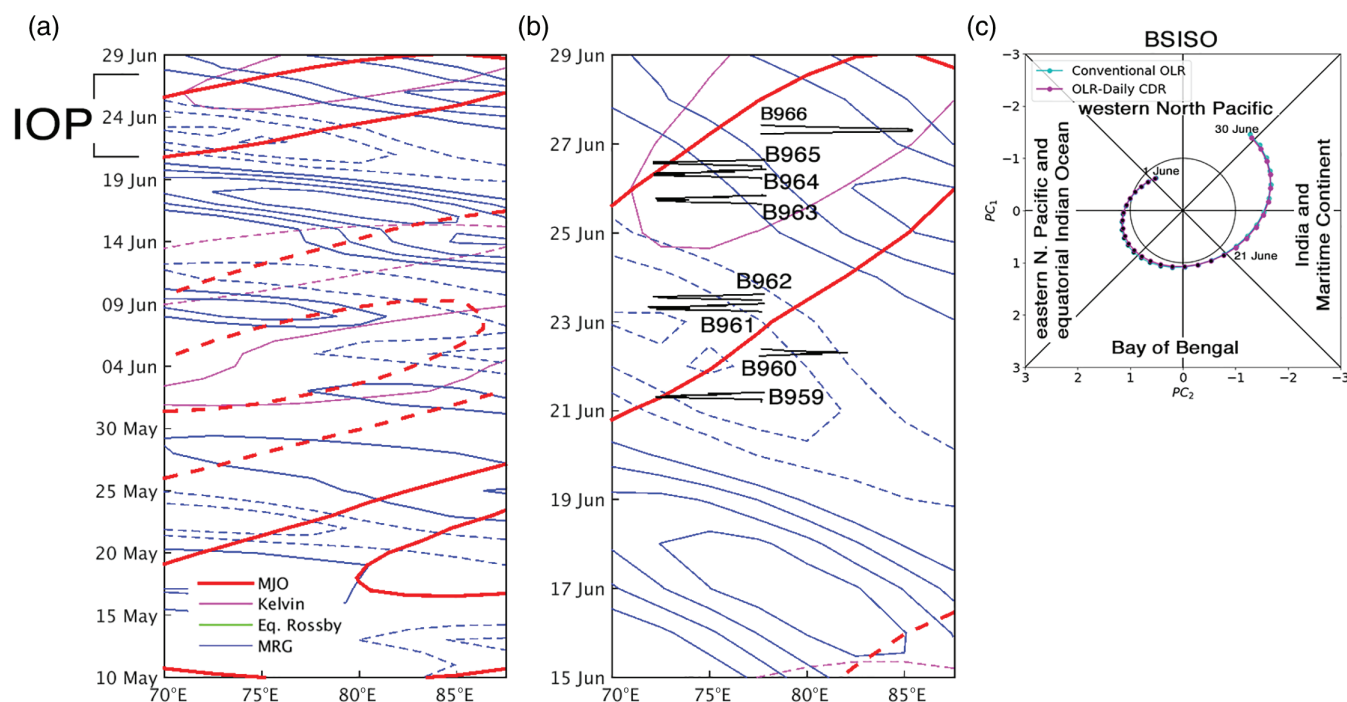 (a)
29 Jun
24 Jun
19 Jun
14 Jun
09 Jun
04 Jun
30 May
25 May
20 May
15 May
10 May
IOP
MJO
Kelvin
Eq. Rossby
MRG
70°E
75°E
80°E
85°E
(b)
29 Jun
27 Jun
25 Jun
23 Jun
21 Jun
19 Jun
17 Jun
15 Jun
B966
B965
B964
B963
B962
B961
B960
B959
70°E
75°E
80°E
85°E
(c)
BSISO
Conventional OLR
OLR-Daily CDR
western North Pacific
30 June
1 June
21 June
eastern N. Pacific and
equatorial Indian Ocean
India and
Maritime Continent
Bay of Bengal
PC1
−3
−2
−1
0
1
2
3
3
2
1
0
−1
−2
−3
PC2